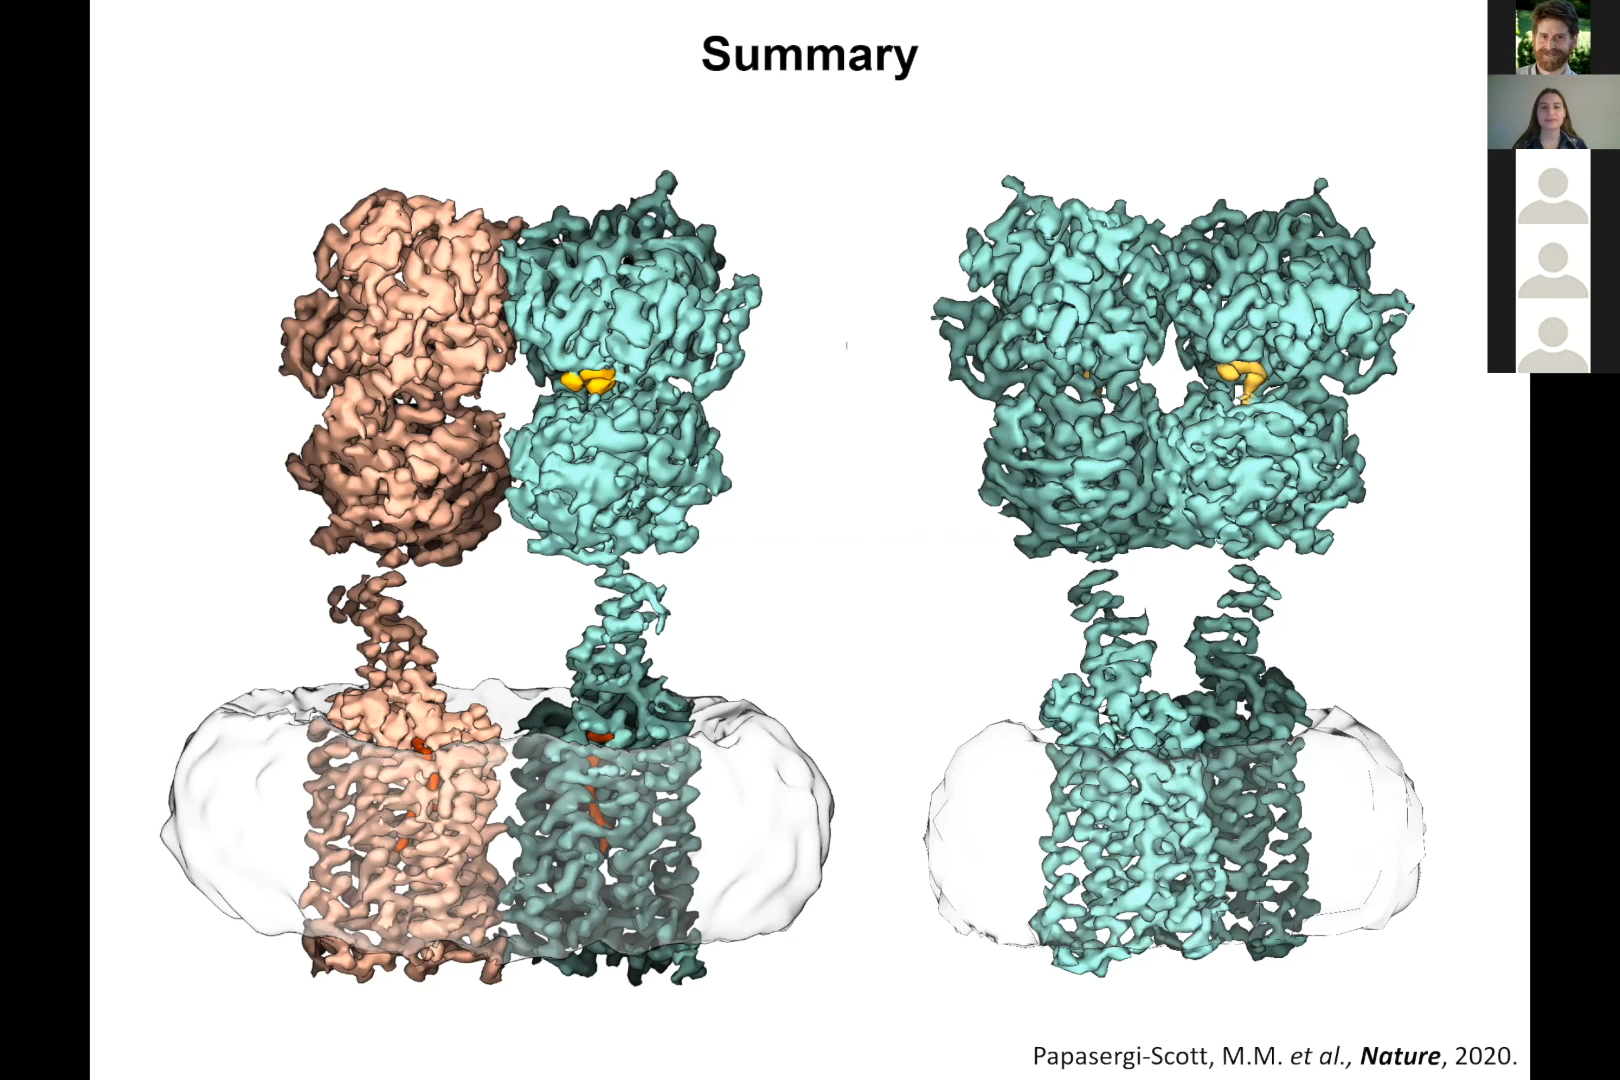 Summary
Papasergi-Scott, M.M. et al., Nature, 2020.